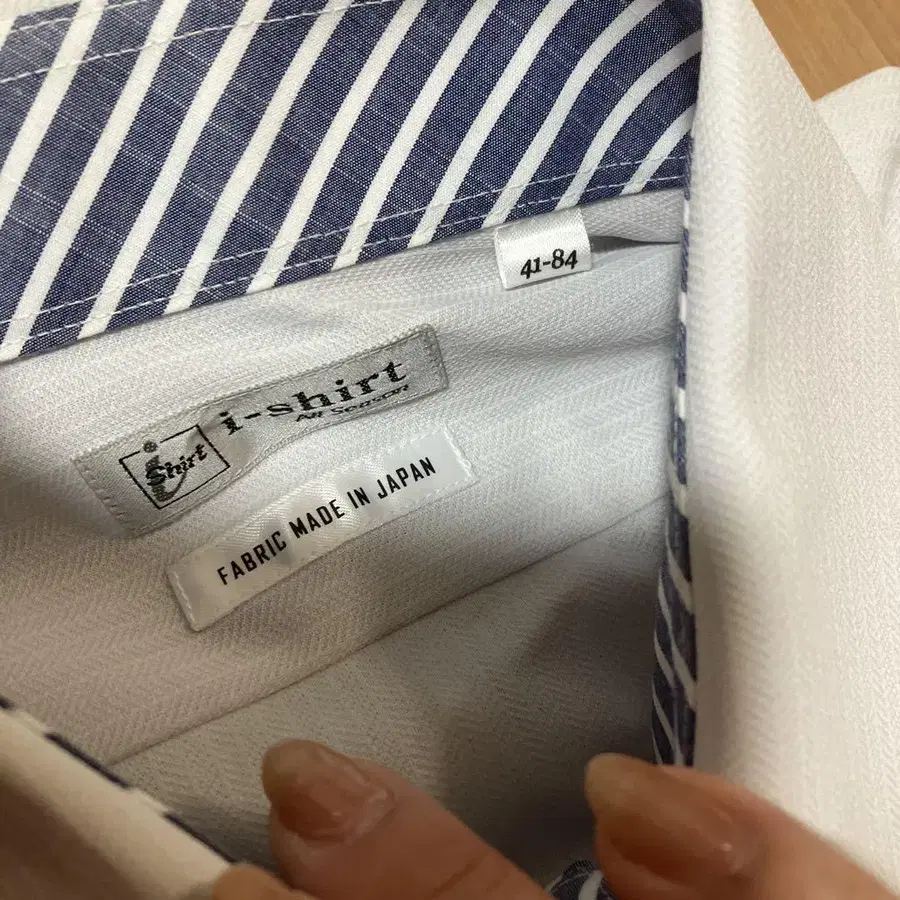 41-84
i-shirt
All Season
i
Shirt
FABRIC MADE IN JAPAN